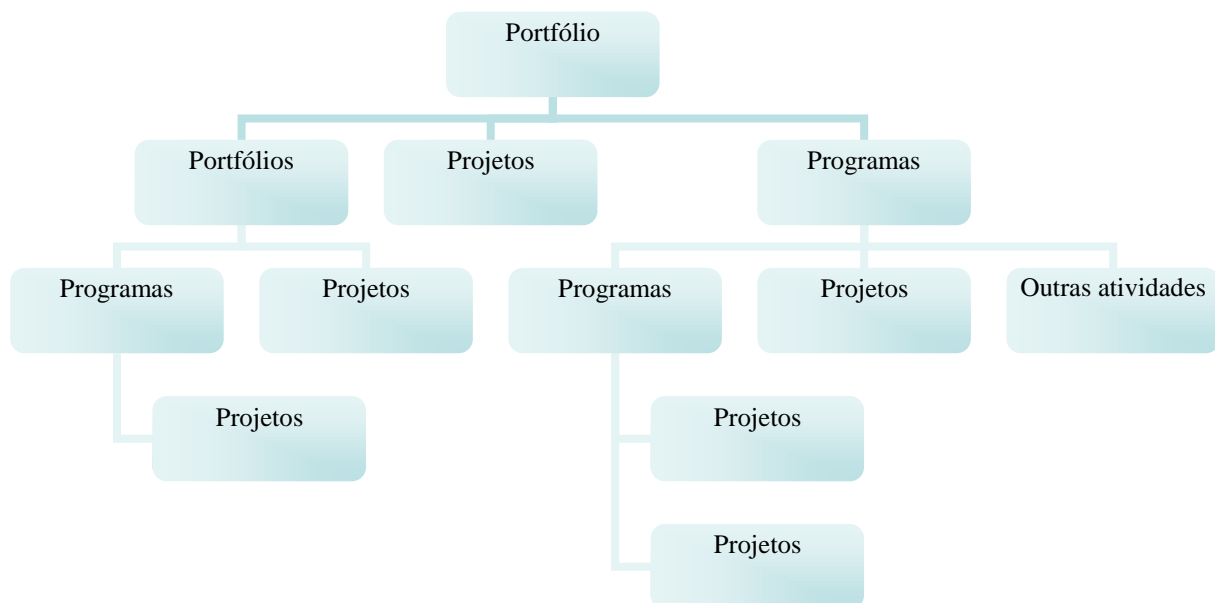 Portfólio
Portfólios
Projetos
Programas
Programas
Projetos
Programas
Projetos
Outras atividades
Projetos
Projetos
Projetos